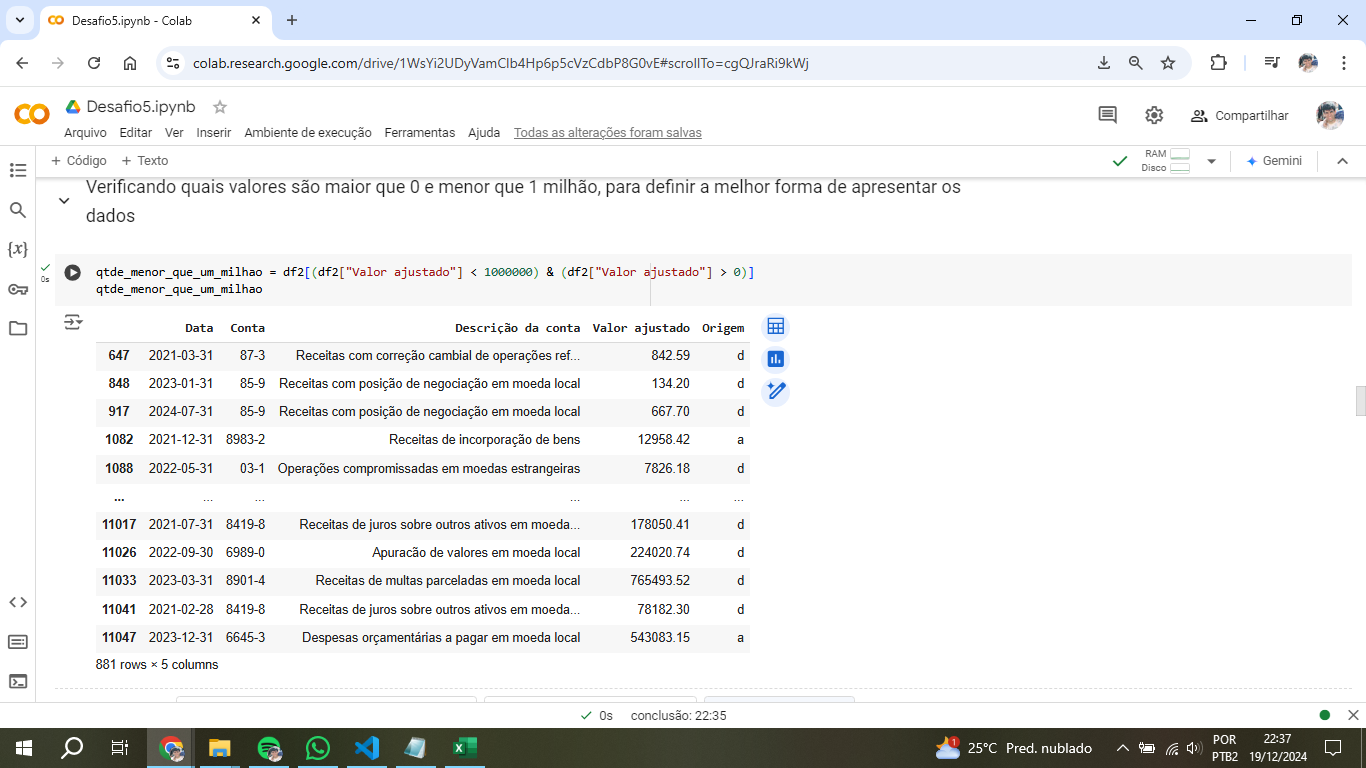 Desafio5.ipynb - Colab
colab.research.google.com/drive/1WsYi2UDyVamCIb4Hp6p5cVzCdbP8G0vE#scrollTo=cgQJraRi9kWj
Desafio5.ipynb
Arquivo Editar Ver Inserir Ambiente de execução Ferramentas Ajuda Todas as alterações foram salvas
Compartilhar
+ Código + Texto
RAM
Disco
Gemini
Verificando quais valores são maior que 0 e menor que 1 milhão, para definir a melhor forma de apresentar os
dados
0s
qtde_menor_que_um_milhao = df2[(df2["Valor ajustado"] < 1000000) & (df2["Valor ajustado"] > 0)]
qtde_menor_que_um_milhao
Data Conta Descrição da conta Valor ajustado Origem
647 2021-03-31 87-3 Receitas com correção cambial de operações ref... 842.59 d
848 2023-01-31 85-9 Receitas com posição de negociação em moeda local 134.20 d
917 2024-07-31 85-9 Receitas com posição de negociação em moeda local 667.70 d
1082 2021-12-31 8983-2 Receitas de incorporação de bens 12958.42 a
1088 2022-05-31 03-1 Operações compromissadas em moedas estrangeiras 7826.18 d
... ... ... ... ... ...
11017 2021-07-31 8419-8 Receitas de juros sobre outros ativos em moeda... 178050.41 d
11026 2022-09-30 6989-0 Apuracão de valores em moeda local 224020.74 d
11033 2023-03-31 8901-4 Receitas de multas parceladas em moeda local 765493.52 d
11041 2021-02-28 8419-8 Receitas de juros sobre outros ativos em moeda... 78182.30 d
11047 2023-12-31 6645-3 Despesas orçamentárias a pagar em moeda local 543083.15 a
881 rows × 5 columns
0s conclusão: 22:35
1
25°C Pred. nublado
POR
PTB2
22:37
19/12/2024